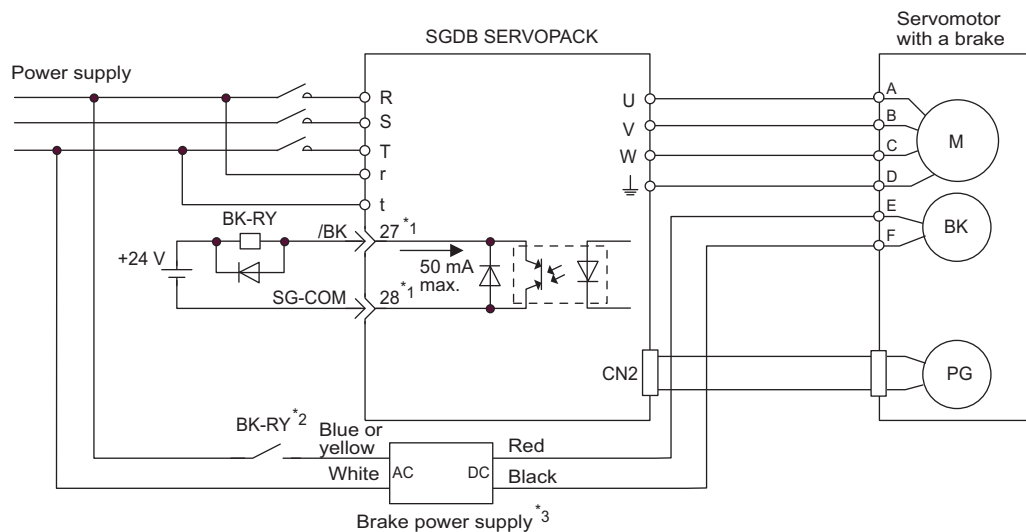 SGDB SERVOPACK
Servomotor
with a brake
Power supply
R
S
T
r
t
U
V
W
A
B
C
D
E
F
M
BK
PG
BK-RY
+24 V
/BK
27 *1
50 mA
max.
SG-COM
28 *1
CN2
BK-RY *2
Blue or
yellow
White
AC
DC
Red
Black
Brake power supply *3